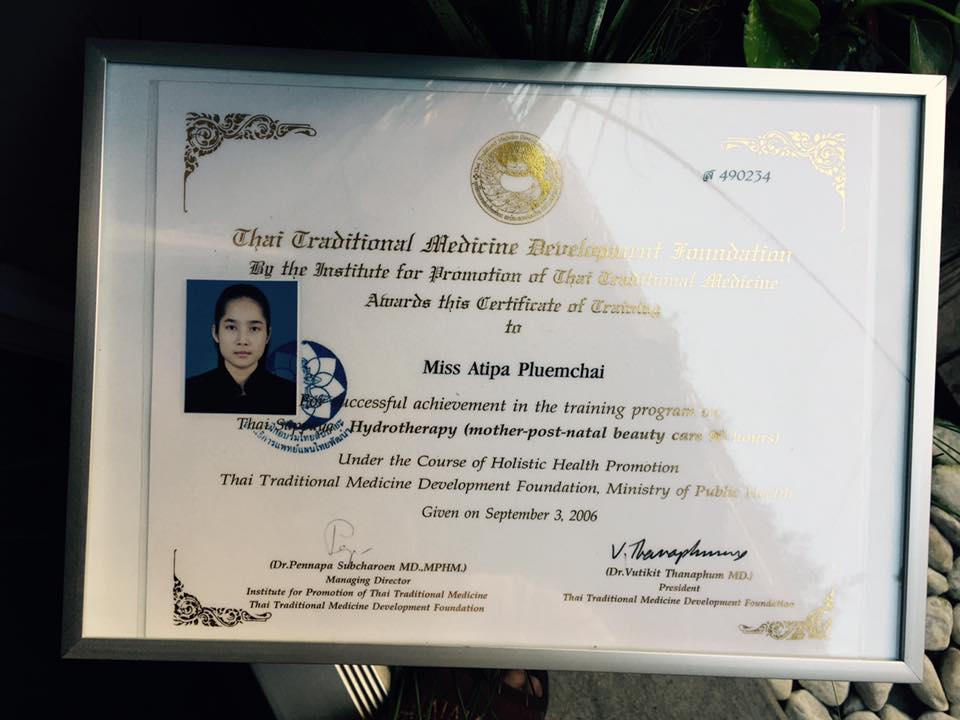 ส 490234
Thai Traditional Medicine Development Foundation
By the Institute for Promotion of Thai Traditional Medicine
Awards this Certificate of Training
to
Miss Atipa Pluemchai
For successful achievement in the training program
Thai Hydrotherapy (mother-post-natal beauty care hours)
Under the Course of Holistic Health Promotion
Thai Traditional Medicine Development Foundation, Ministry of Public Health
Given on September 3, 2006
V. Thanaphum
(Dr.Pennapa Subcharoen MD.,MPHM.)
Managing Director
Institute for Promotion of Thai Traditional Medicine
Thai Traditional Medicine Development Foundation
(Dr.Vutikit Thanaphum MD.)
President
Thai Traditional Medicine Development Foundation